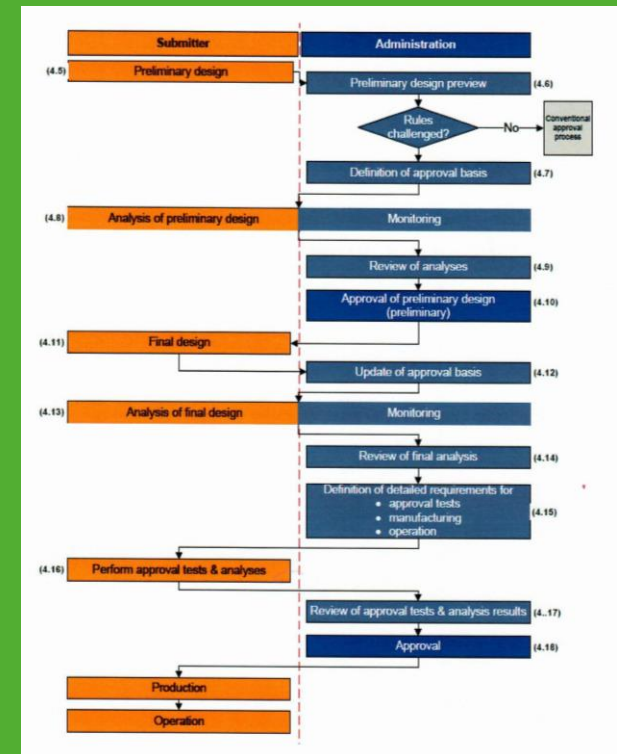 Submitter
Administration
(4.5)
Preliminary design
Preliminary design preview
(4.6)
Rules
challenged?
No
Conventional
approval
process
Definition of approval basis
(4.7)
(4.8)
Analysis of preliminary design
Monitoring
Review of analyses
(4.9)
Approval of preliminary design
(preliminary)
(4.10)
(4.11)
Final design
Update of approval basis
(4.12)
(4.13)
Analysis of final design
Monitoring
Review of final analysis
(4.14)
Definition of detailed requirements for
• approval tests
• manufacturing
• operation
(4.15)
(4.16)
Perform approval tests & analyses
Review of approval tests & analysis results
(4..17)
Approval
(4.18)
Production
Operation